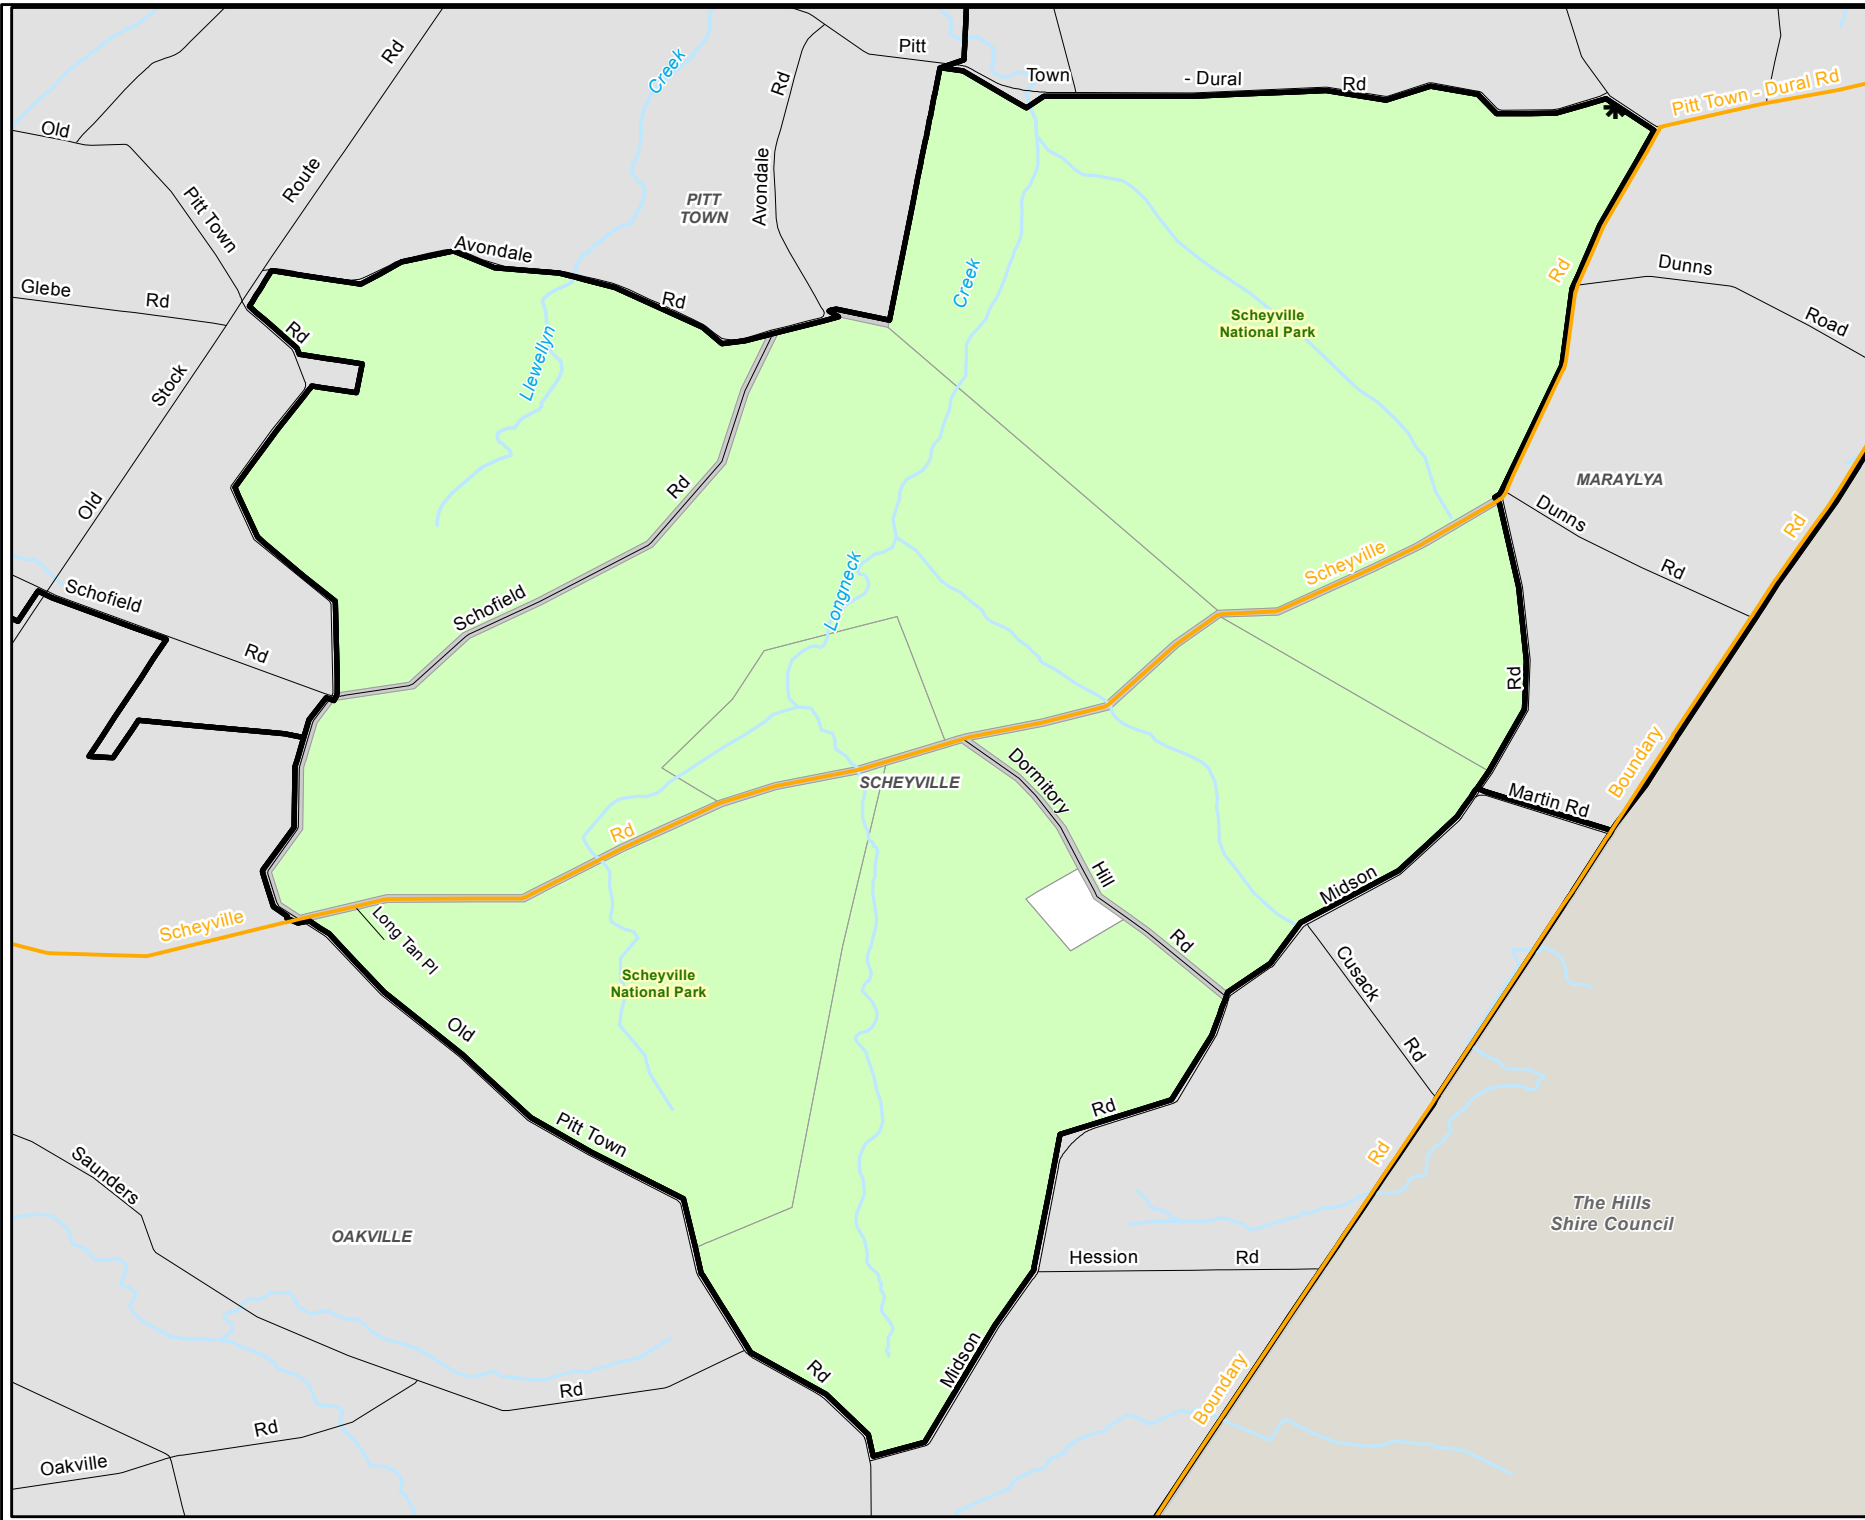 Pitt
Town
- Dural
Rd
Pitt Town - Dural Rd
Rd
Creek
Rd
Old
Route
Pitt Town
PITT
TOWN
Avondale
Avondale
Rd
Glebe
Rd
Rd
Stock
Old
Llewellyn
Creek
Scheyville
National Park
Rd
Dunns
Road
MARAYLYA
Dunns
Rd
Rd
Rd
Schofield
Schofield
Rd
Longneck
Scheyville
Rd
Boundary
Martin Rd
SCHEYVILLE
Dormitory
Hill
Rd
Rd
Scheyville
Long Tan Pl
Midson
Cusack
Rd
Scheyville
National Park
Old
Pitt Town
Rd
Rd
Saunders
OAKVILLE
The Hills
Shire Council
Hession
Rd
Midson
Rd
Boundary
Rd
Rd
Oakville